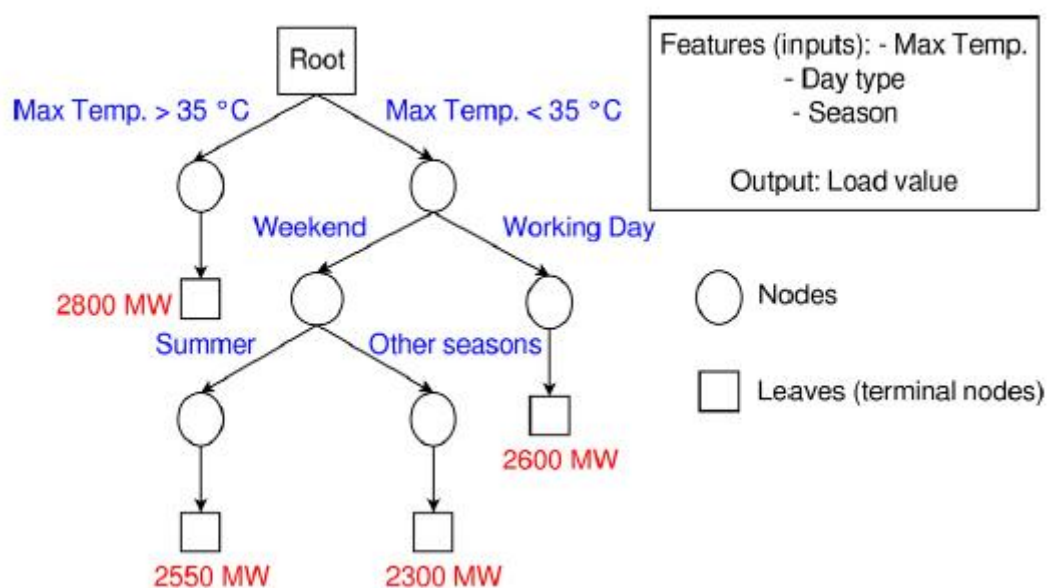 Root
Features (inputs): - Max Temp.
- Day type
- Season
Output: Load value
Max Temp. > 35 °C
Max Temp. < 35 °C
Weekend
Working Day
2800 MW
Nodes
Summer
Other seasons
Leaves (terminal nodes)
2600 MW
2550 MW
2300 MW